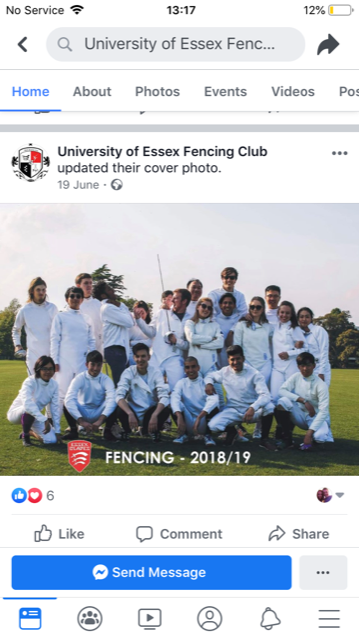 No Service 13:17 12%
University of Essex Fenc...
Home About Photos Events Videos Pos
University of Essex Fencing Club
updated their cover photo.
19 June ·
FENCING - 2018/19
6
Like Comment Share
Send Message